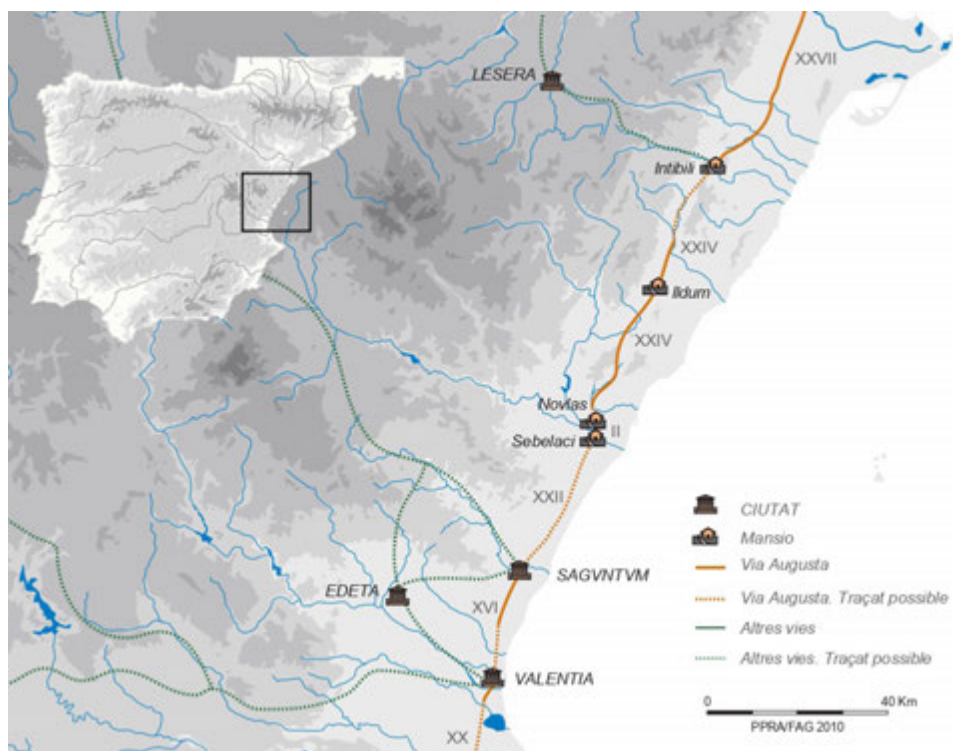 XXVII
LESERA
Intibili
XXIV
Ildum
XXIV
Novlas
II
Sebelaci
XXII
CIUTAT
Mansio
SAGVNTVM
Via Augusta
EDETA
XVI
Via Augusta. Traçat possible
Altres vies
Altres vies. Traçat possible
VALENTIA
0 40 Km
PPRA/FAG 2010
XX